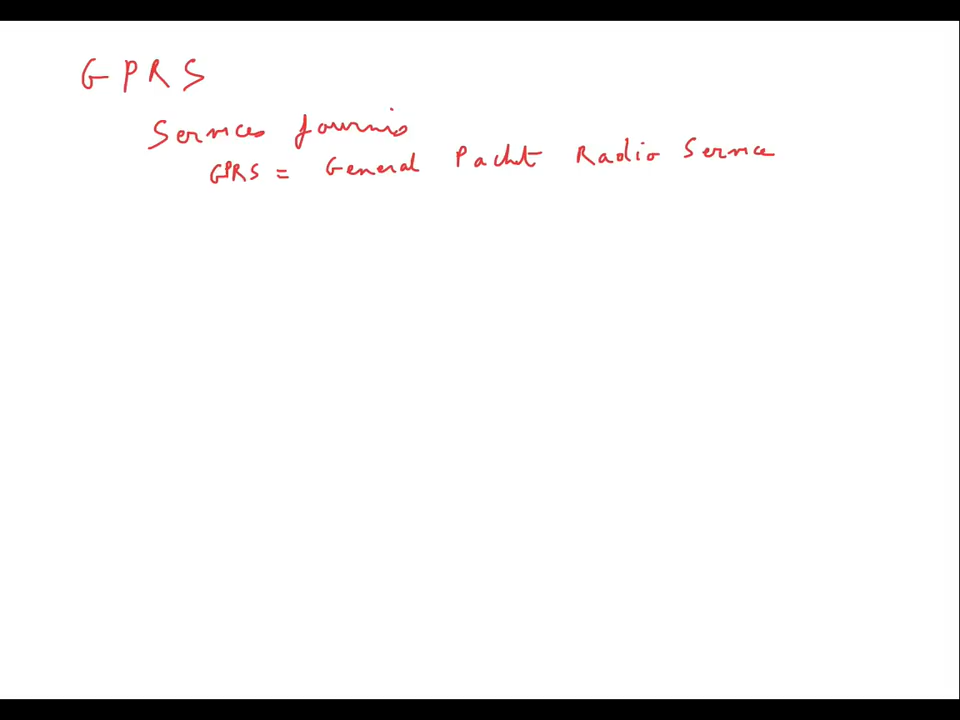 GPRS
Services fournis
GPRS = General Packet Radio Service